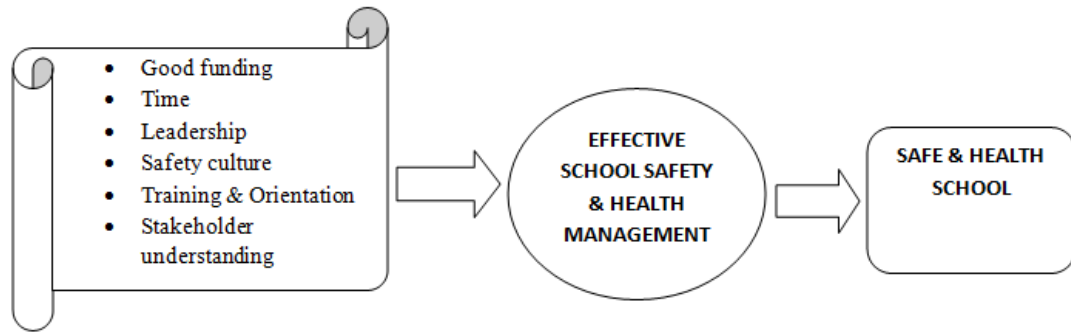 • Good funding
• Time
• Leadership
• Safety culture
• Training & Orientation
• Stakeholder
understanding
EFFECTIVE
SCHOOL SAFETY
& HEALTH
MANAGEMENT
SAFE & HEALTH
SCHOOL